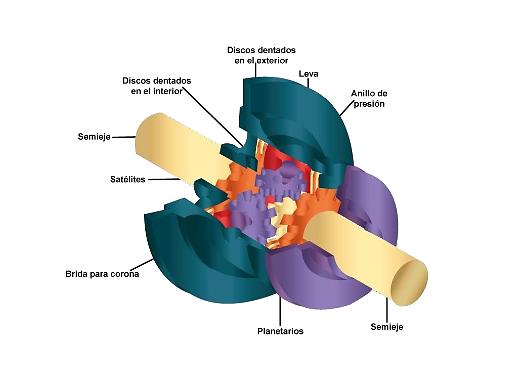 Discos dentados
en el exterior
Leva
Discos dentados
en el interior
Anillo de
presión
Semieje
Satélites
Brida para corona
Planetarios
Semieje